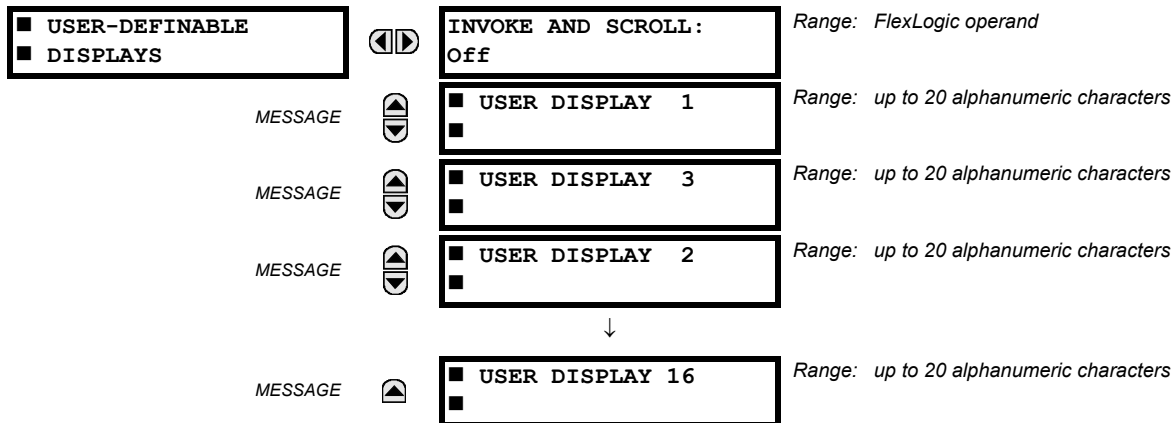 ■ USER-DEFINABLE
■ DISPLAYS
INVOKE AND SCROLL:
Off
Range: FlexLogic operand
MESSAGE
■ USER DISPLAY 1
■
Range: up to 20 alphanumeric characters
MESSAGE
■ USER DISPLAY 3
■
Range: up to 20 alphanumeric characters
MESSAGE
■ USER DISPLAY 2
■
Range: up to 20 alphanumeric characters
↓
MESSAGE
■ USER DISPLAY 16
■
Range: up to 20 alphanumeric characters